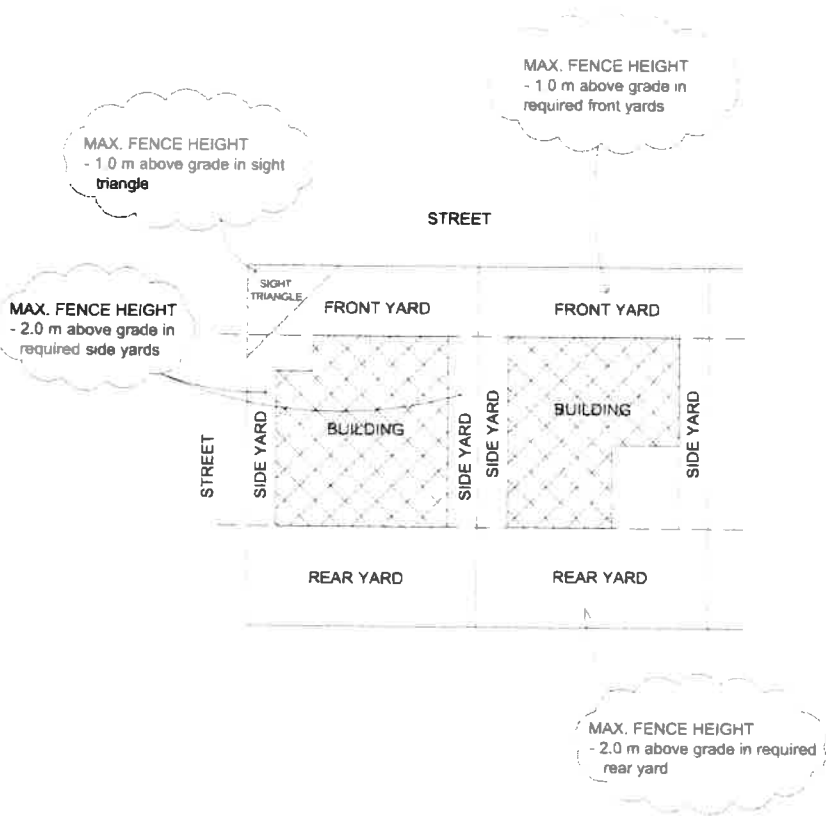 MAX. FENCE HEIGHT
- 1.0 m above grade in
required front yards
MAX. FENCE HEIGHT
- 1.0 m above grade in sight
triangle
STREET
SIGHT
TRIANGLE
FRONT YARD
FRONT YARD
MAX. FENCE HEIGHT
- 2.0 m above grade in
required side yards
STREET
SIDE YARD
BUILDING
SIDE YARD
SIDE YARD
BUILDING
SIDE YARD
REAR YARD
REAR YARD
MAX. FENCE HEIGHT
- 2.0 m above grade in required
rear yard